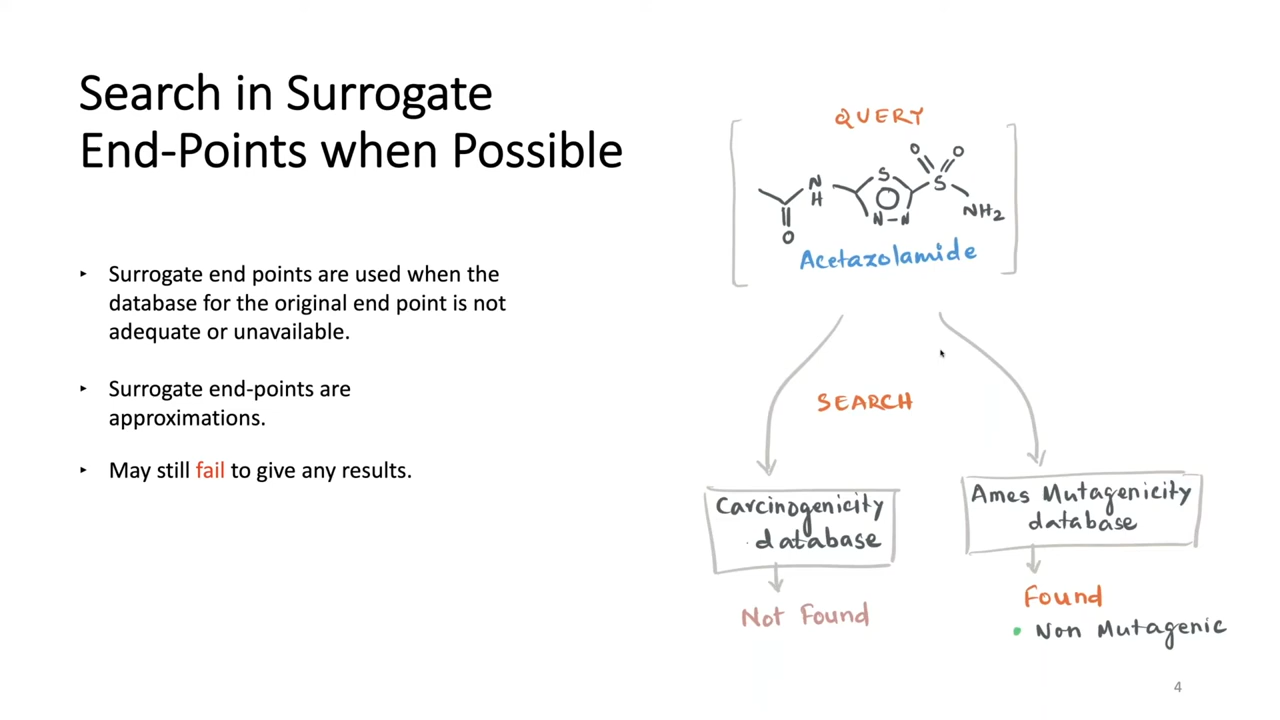 Search in Surrogate
End-Points when Possible
‣ Surrogate end points are used when the
database for the original end point is not
adequate or unavailable.
‣ Surrogate end-points are
approximations.
‣ May still fail to give any results.
QUERY
S
O O
S
N
H
N-N
NH2
O
Acetazolamide
SEARCH
Carcinogenicity
database
Not Found
Ames Mutagenicity
database
Found
• Non Mutagenic
4